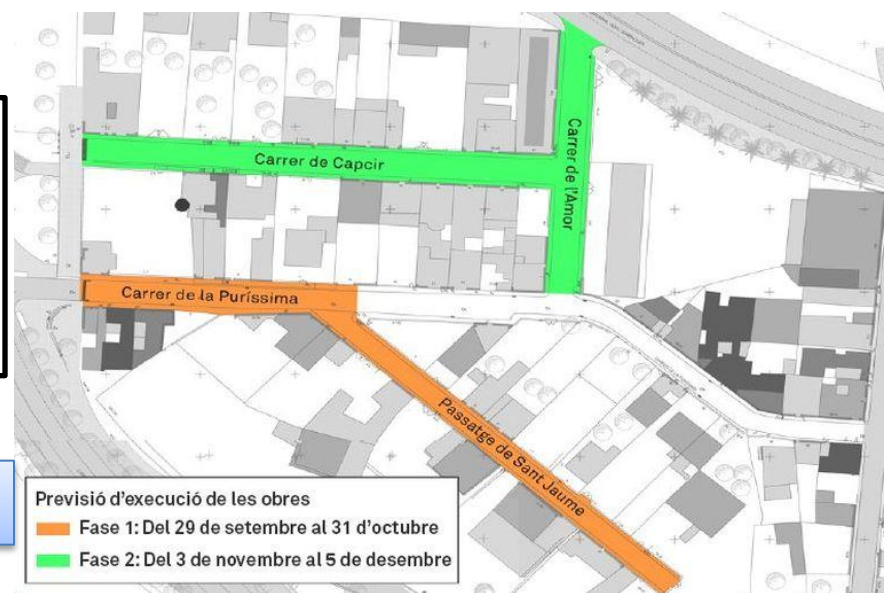 Carrer de Capcir
Carrer de l'Amor
Carrer de la Puríssima
Passatge de Sant Jaume
Previsió d'execució de les obres
Fase 1: Del 29 de setembre al 31 d'octubre
Fase 2: Del 3 de novembre al 5 de desembre